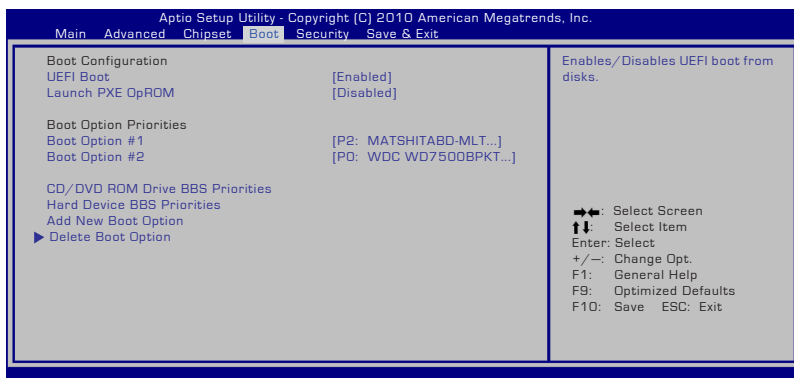 Aptio Setup Utility - Copyright (C) 2010 American Megatrends, Inc.
Main Advanced Chipset Boot Security Save & Exit
Boot Configuration
UEFI Boot [Enabled]
Launch PXE OpROM [Disabled]
Boot Option Priorities
Boot Option #1 [P2: MATSHITABD-MLT...]
Boot Option #2 [P0: WDC WD7500BPKT...]
CD/DVD ROM Drive BBS Priorities
Hard Device BBS Priorities
Add New Boot Option
Delete Boot Option
Enables/Disables UEFI boot from
disks.
→←: Select Screen
↑↓: Select Item
Enter: Select
+/—: Change Opt.
F1: General Help
F9: Optimized Defaults
F10: Save ESC: Exit